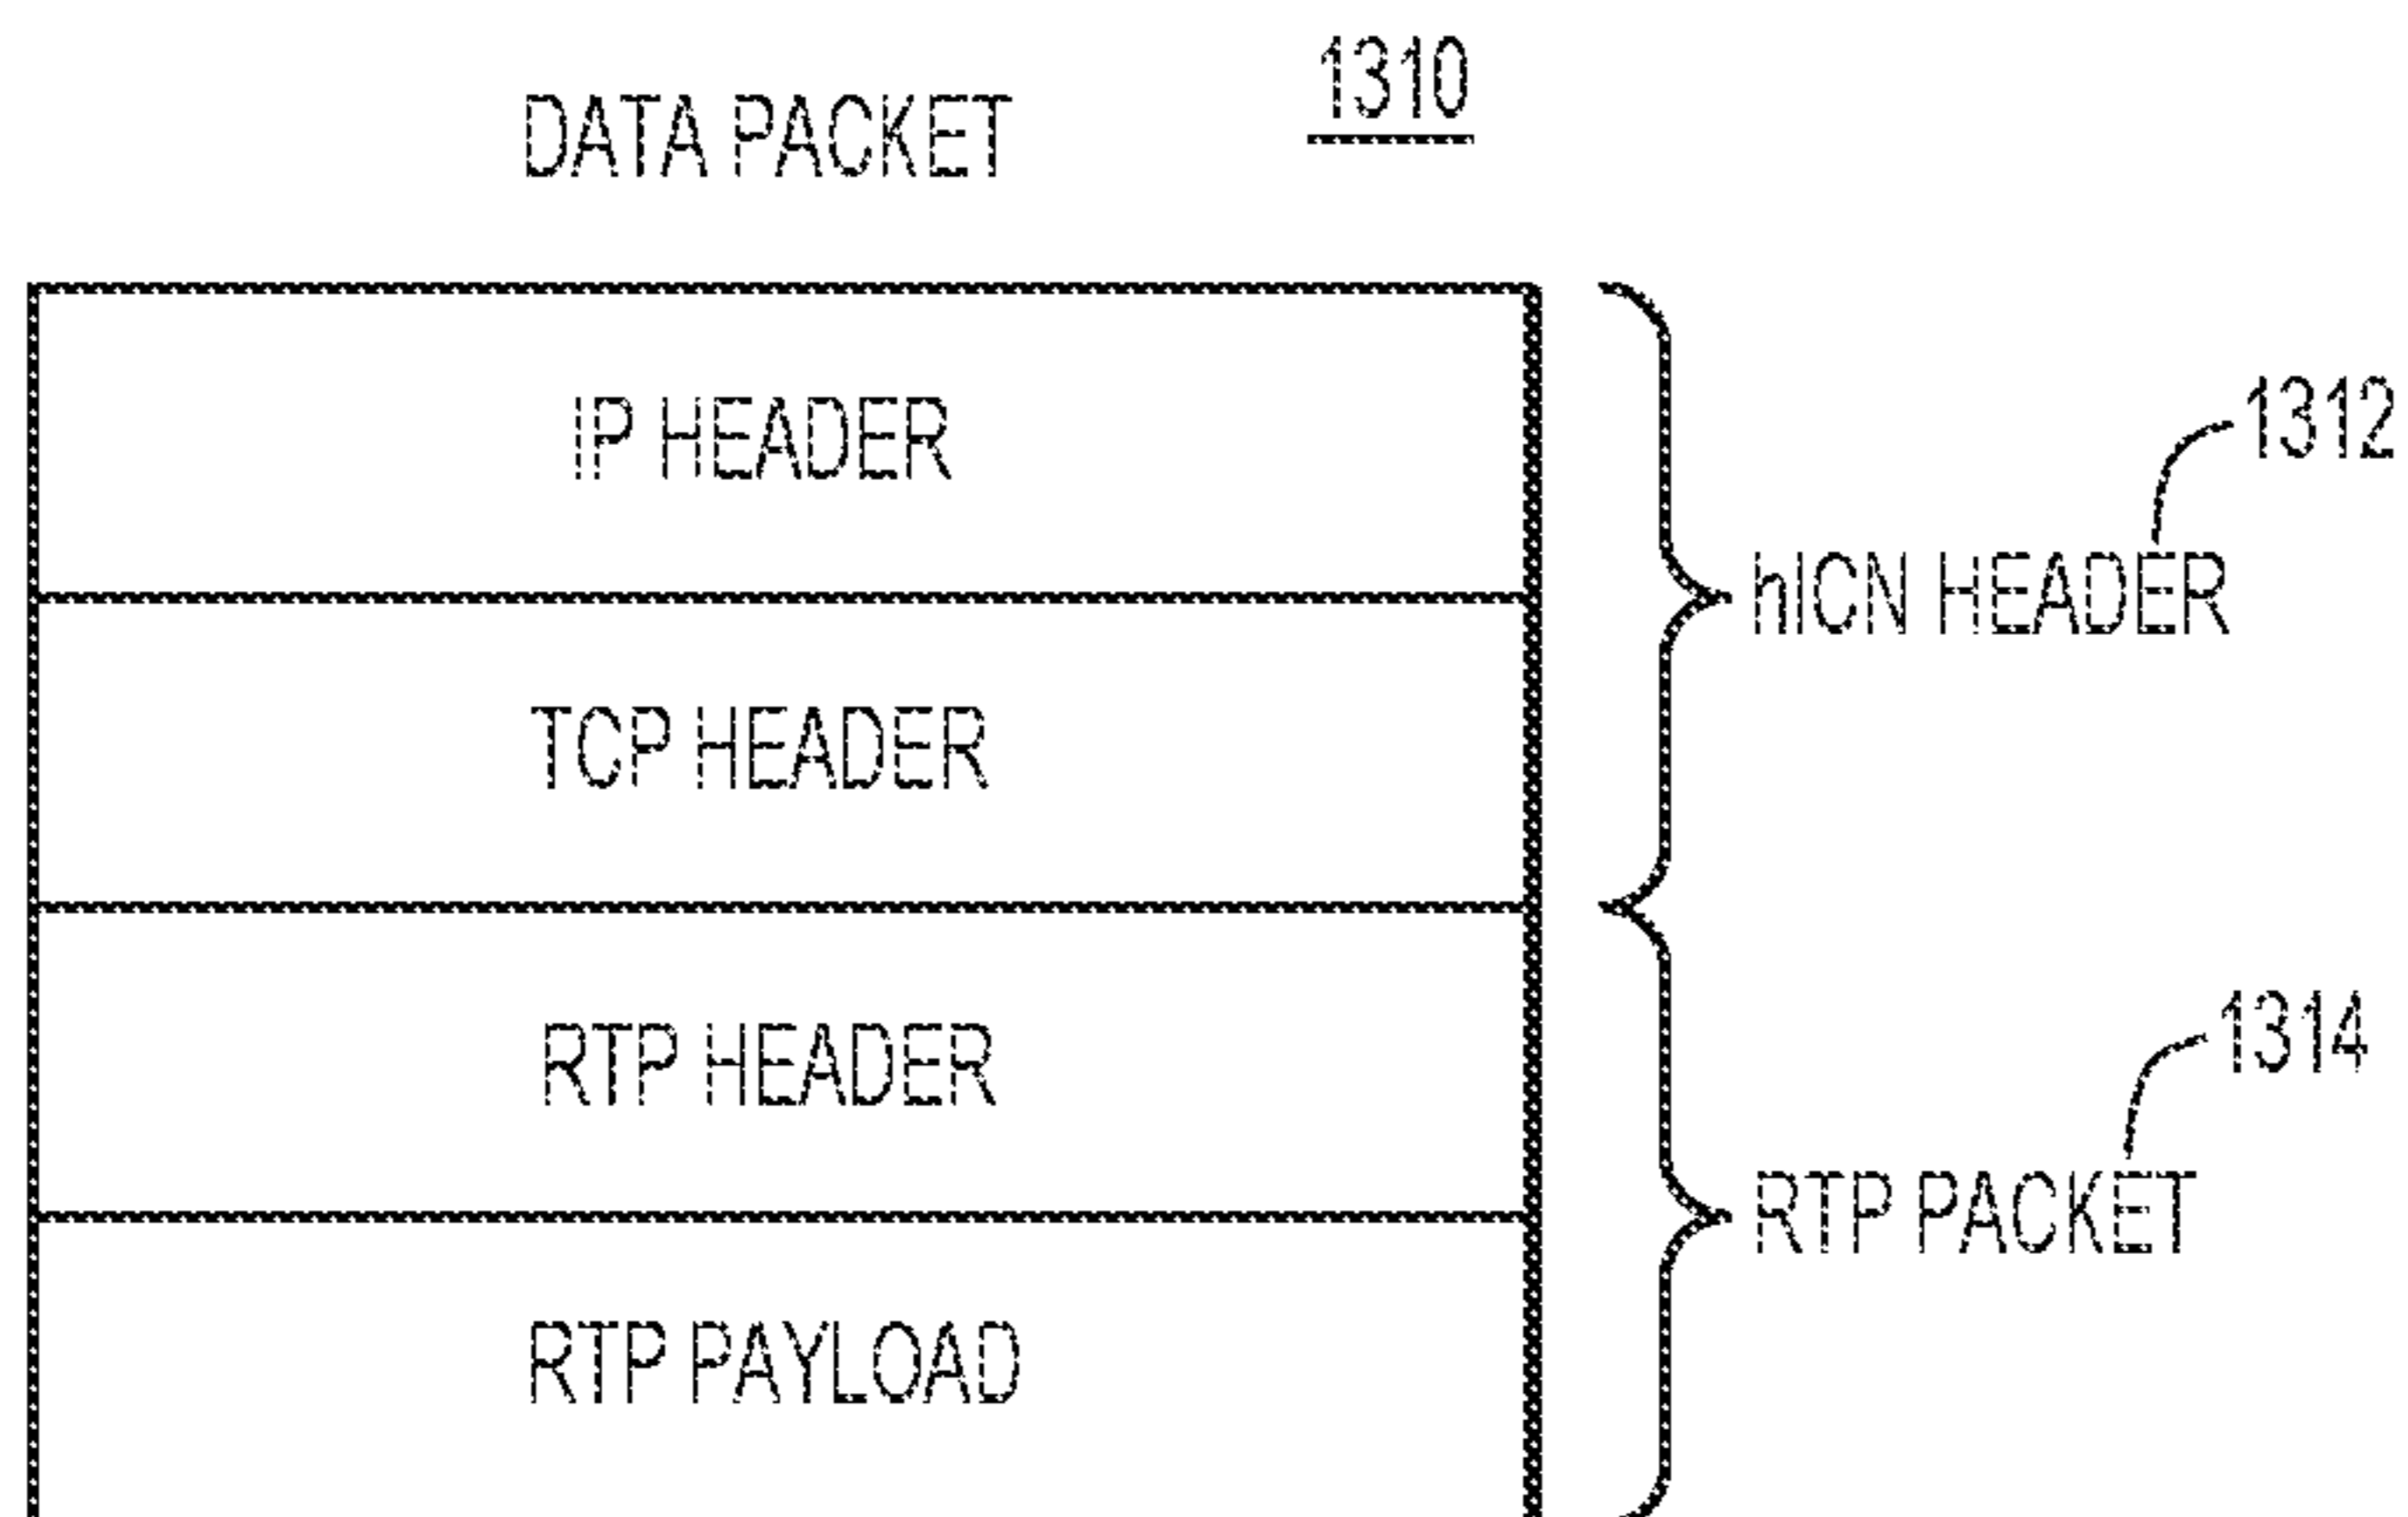 1310
DATA PACKET
IP HEADER
1312
hICN HEADER
TCP HEADER
RTP HEADER
1314
RTP PACKET
RTP PAYLOAD